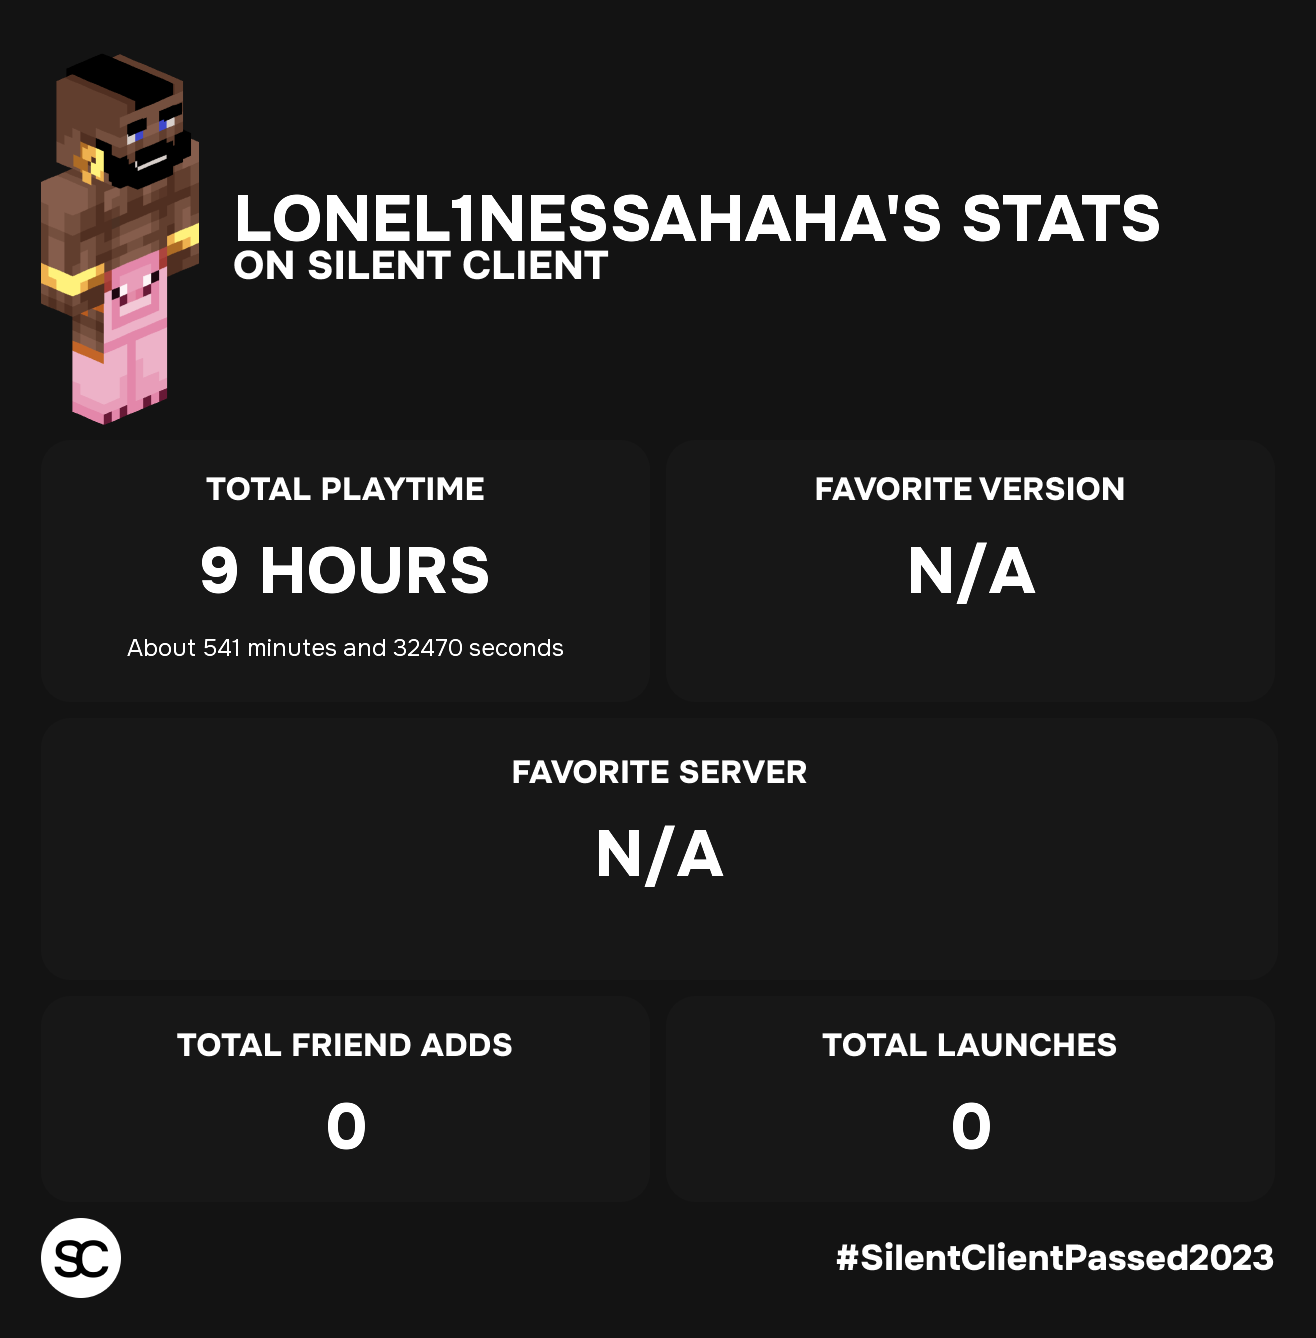 LONEL1NESSAHAHA'S STATS
ON SILENT CLIENT
TOTAL PLAYTIME
9 HOURS
About 541 minutes and 32470 seconds
FAVORITE VERSION
N/A
FAVORITE SERVER
N/A
TOTAL FRIEND ADDS
0
TOTAL LAUNCHES
0
SC
#SilentClientPassed2023